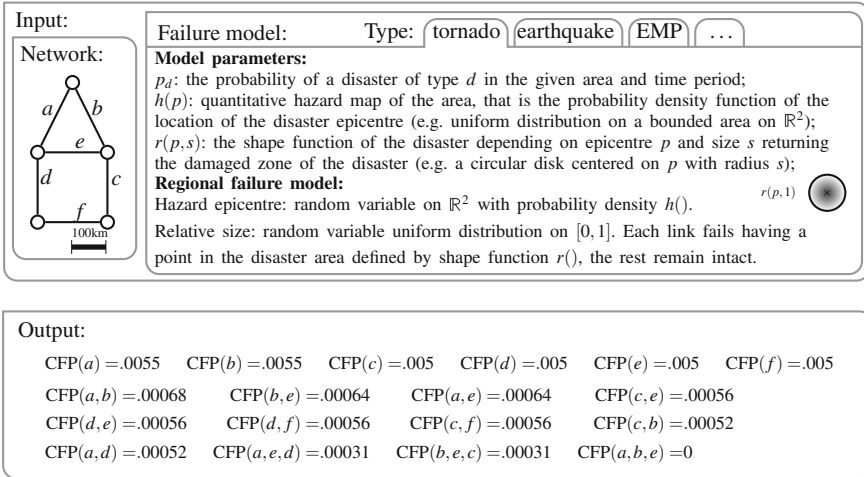 Input:
Network:
a
b
e
d
c
f
100km
Failure model: Type: tornado earthquake EMP ...
Model parameters:
p_d: the probability of a disaster of type d in the given area and time period;
h(p): quantitative hazard map of the area, that is the probability density function of the
location of the disaster epicentre (e.g. uniform distribution on a bounded area on ℝ²);
r(p,s): the shape function of the disaster depending on epicentre p and size s returning
the damaged zone of the disaster (e.g. a circular disk centered on p with radius s);
Regional failure model:
Hazard epicentre: random variable on ℝ² with probability density h().
r(p,1)
Relative size: random variable uniform distribution on [0,1]. Each link fails having a
point in the disaster area defined by shape function r(), the rest remain intact.
Output:
CFP(a) =.0055 CFP(b) =.0055 CFP(c) =.005 CFP(d) =.005 CFP(e) =.005 CFP(f) =.005
CFP(a,b) =.00068 CFP(b,e) =.00064 CFP(a,e) =.00064 CFP(c,e) =.00056
CFP(d,e) =.00056 CFP(d,f) =.00056 CFP(c,f) =.00056 CFP(c,b) =.00052
CFP(a,d) =.00052 CFP(a,e,d) =.00031 CFP(b,e,c) =.00031 CFP(a,b,e) =0